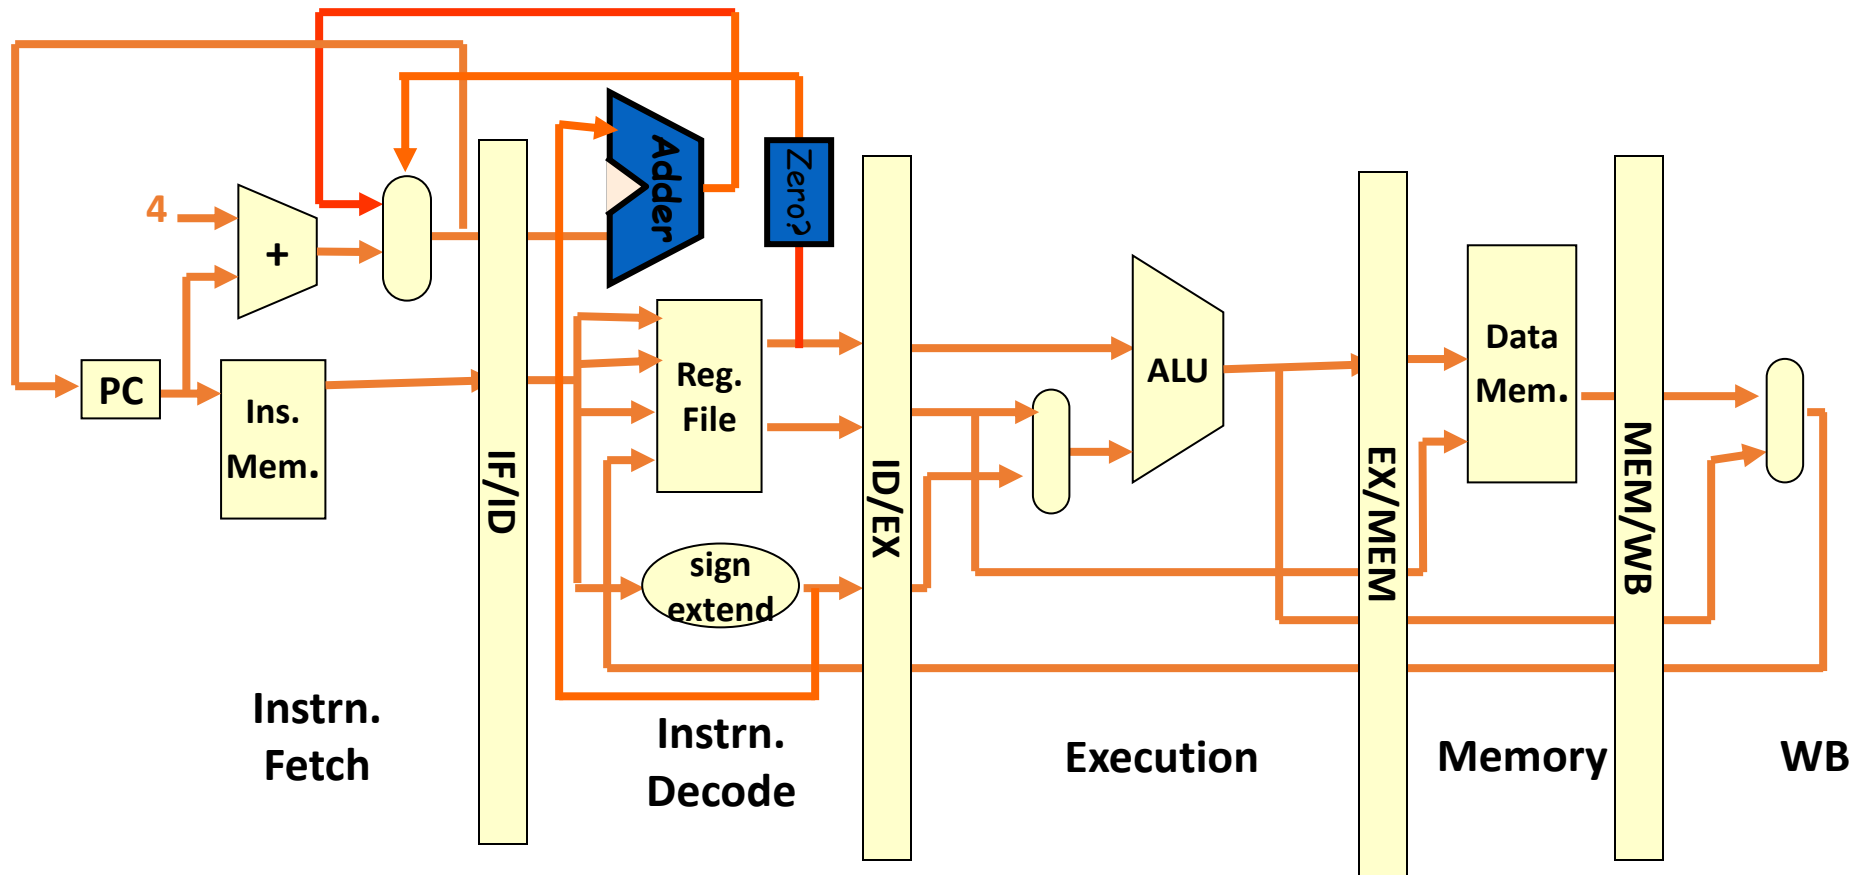 Adder
Zero?
4
+
PC
Ins.
Mem.
IF/ID
Reg.
File
sign
extend
ID/EX
ALU
EX/MEM
Data
Mem.
MEM/WB
Instrn.
Fetch
Instrn.
Decode
Execution
Memory
WB